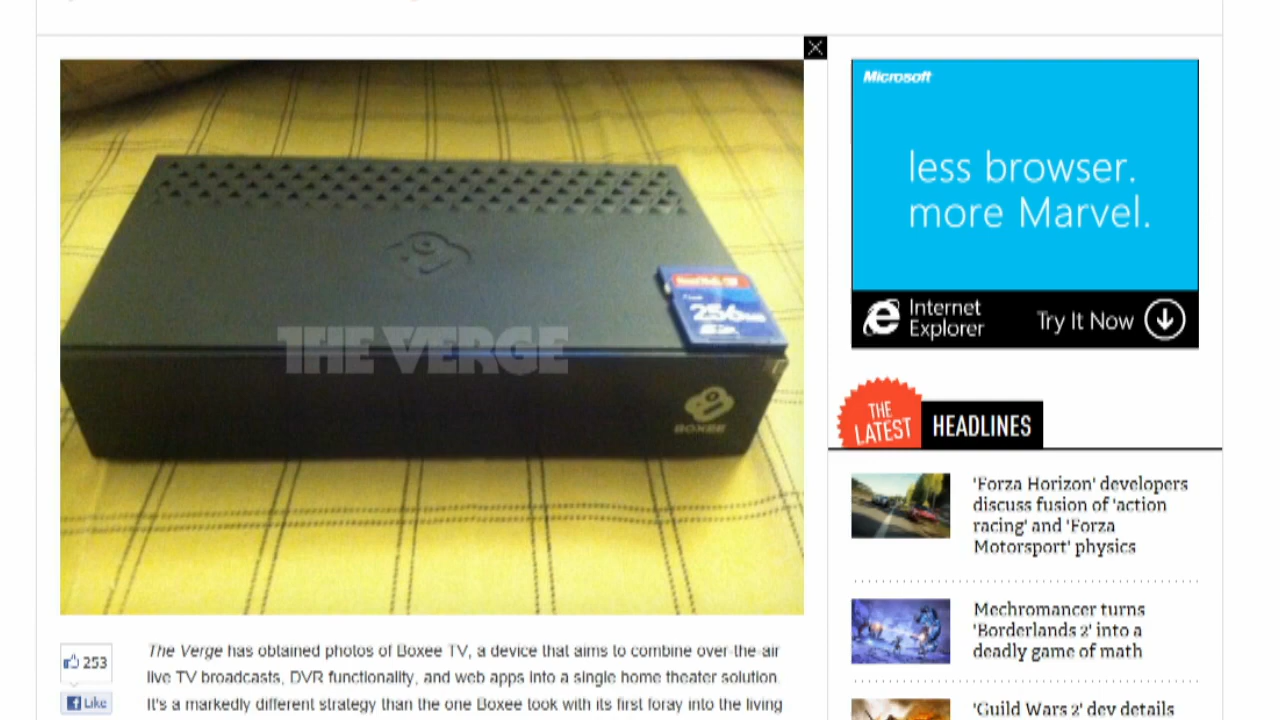 THE VERGE
SanDisk
256MB
BOXEE
253
Like
The Verge has obtained photos of Boxee TV, a device that aims to combine over-the-air
live TV broadcasts, DVR functionality, and web apps into a single home theater solution.
It's a markedly different strategy than the one Boxee took with its first foray into the living
Microsoft
less browser.
more Marvel.
Internet
Explorer
Try It Now
THE
LATEST
HEADLINES
'Forza Horizon' developers
discuss fusion of 'action
racing' and 'Forza
Motorsport' physics
Mechromancer turns
'Borderlands 2' into a
deadly game of math
'Guild Wars 2' dev details